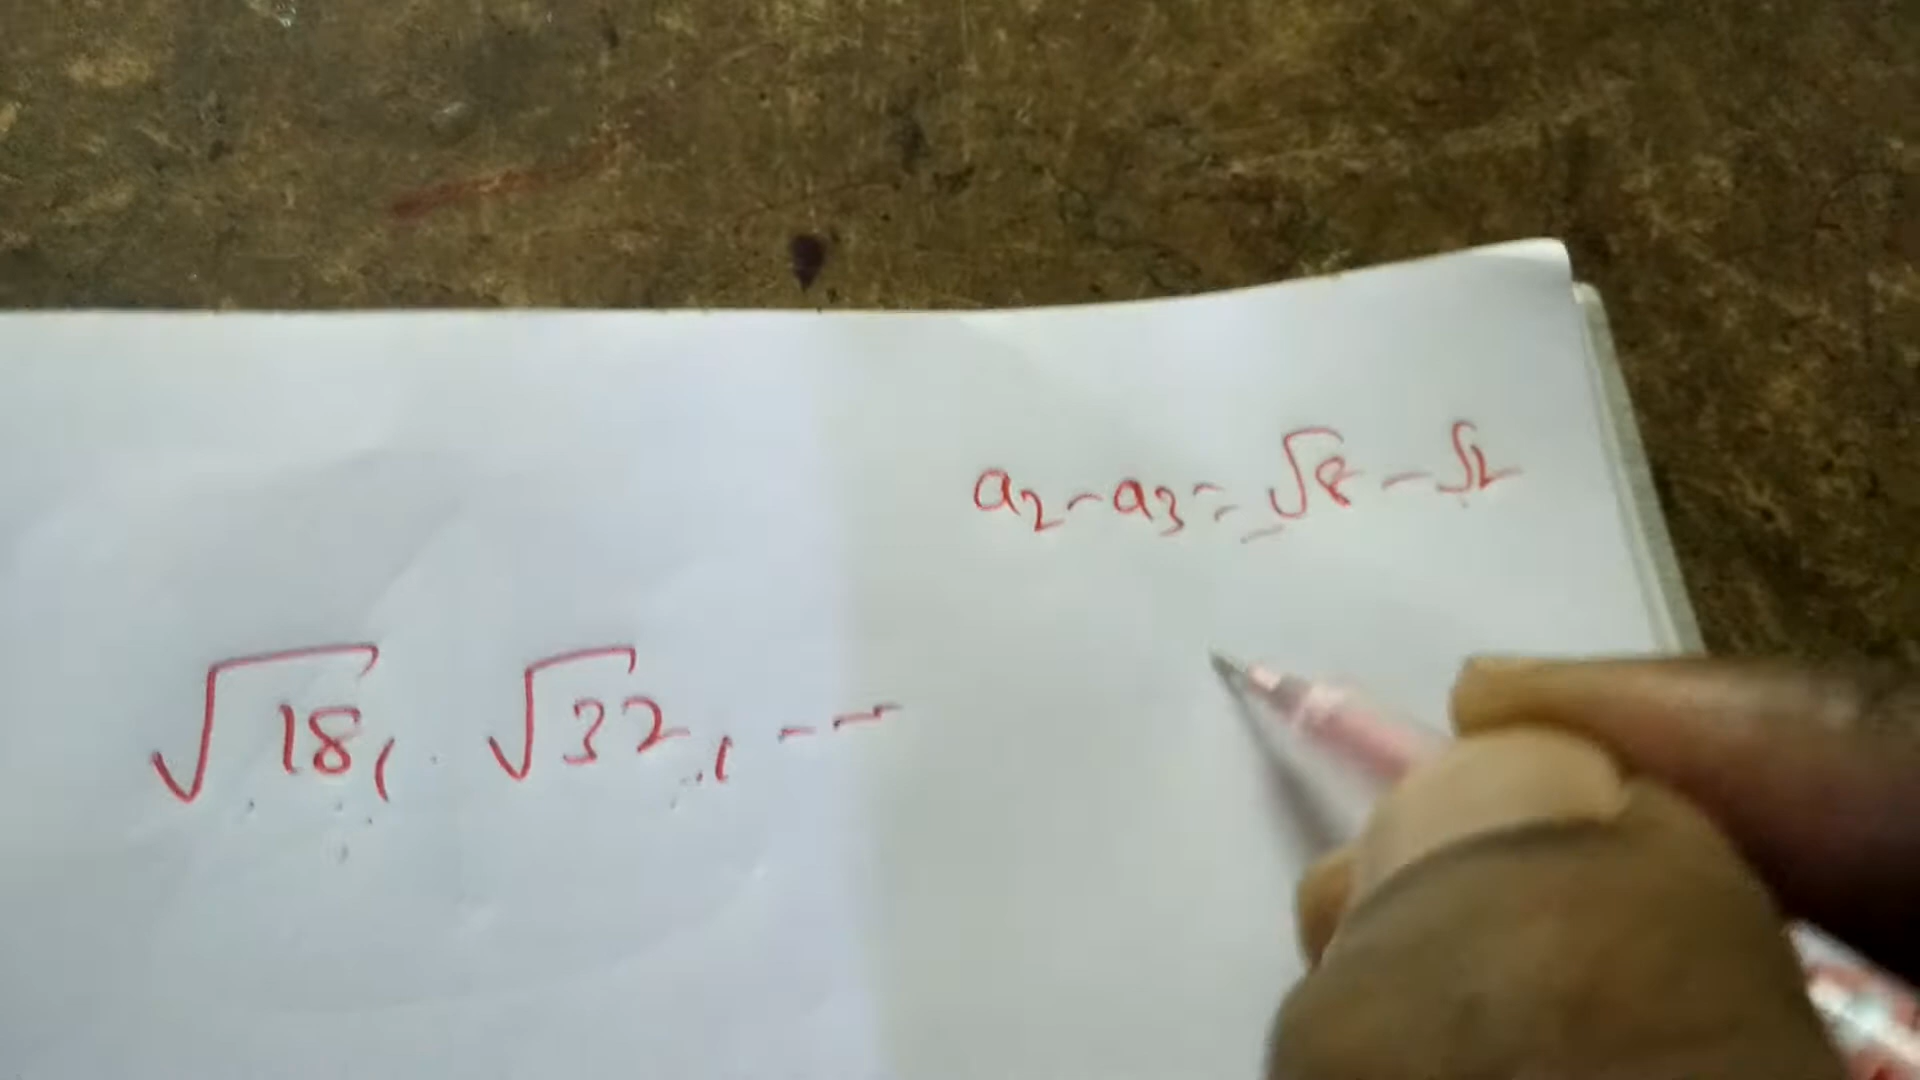 a₂ - a₃ = √8 - √2
√18, √32, ---